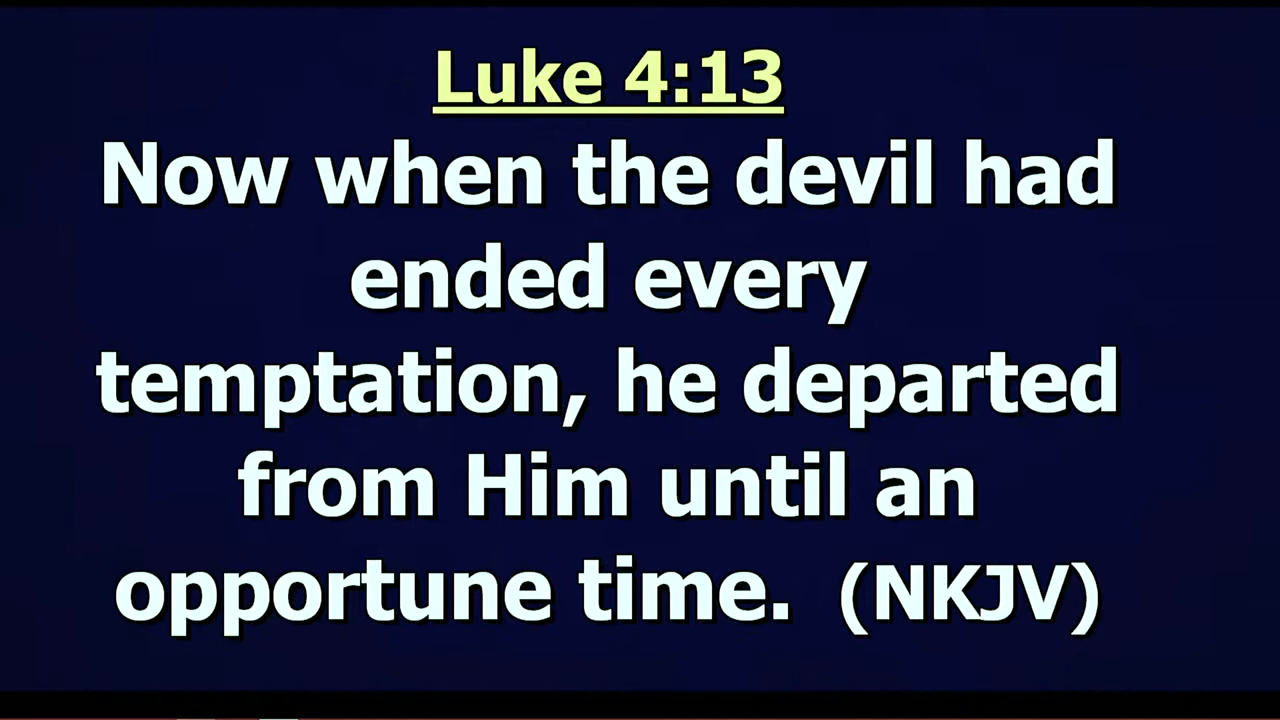 Luke 4:13
Now when the devil had
ended every
temptation, he departed
from Him until an
opportune time.  (NKJV)